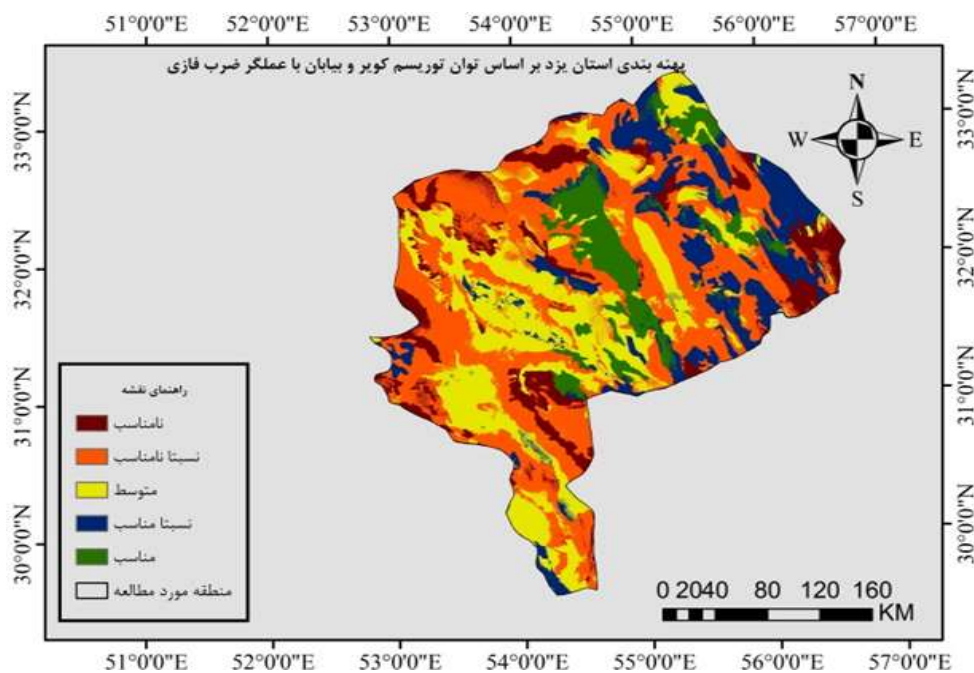 51°0'0"E 52°0'0"E 53°0'0"E 54°0'0"E 55°0'0"E 56°0'0"E 57°0'0"E
پهنه بندی استان یزد بر اساس توان توریسم کویر و بیابان با عملگر ضرب فازی
N
W E
S
33°0'0"N 33°0'0"N
32°0'0"N 32°0'0"N
31°0'0"N 31°0'0"N
30°0'0"N 30°0'0"N
راهنمای نقشه
نامناسب
نسبتا نامناسب
متوسط
نسبتا مناسب
مناسب
منطقه مورد مطالعه
0 20 40 80 120 160
KM
51°0'0"E 52°0'0"E 53°0'0"E 54°0'0"E 55°0'0"E 56°0'0"E 57°0'0"E